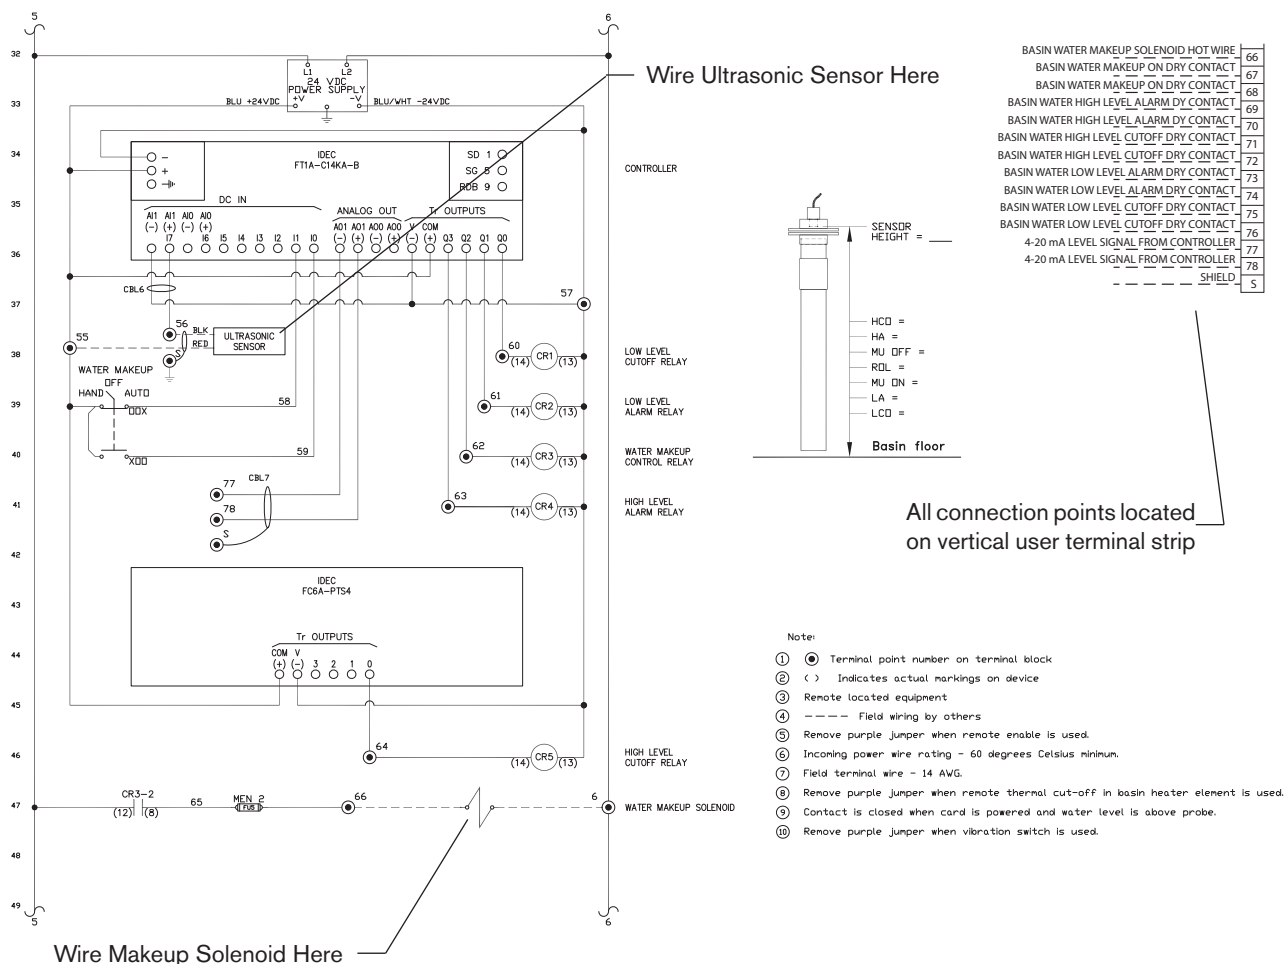 5
6
32
L1
L2
24 VDC
POWER SUPPLY
+V
-V
33
BLU +24VDC
BLU/WHT -24VDC
Wire Ultrasonic Sensor Here
34
IDEC
FT1A-C14KA-B
-
+
SD 1
SG 5
RDB 9
CONTROLLER
35
DC IN
ANALOG OUT
Tr OUTPUTS
AI1 AI1 AI0 AI0
(-) (+) (-) (+)
I7 I6 I5 I4 I3 I2 I1 I0
AO1 AO1 AO0 AO0 V COM
(-) (+) (-) (+) (-) (+) Q3 Q2 Q1 Q0
36
CBL6
37
57
56
BLK
RED
55
S
ULTRASONIC
SENSOR
38
60
CR1
(14) (13)
LOW LEVEL
CUTOFF RELAY
WATER MAKEUP
OFF
HAND AUTO
OOX
39
58
61
CR2
(14) (13)
LOW LEVEL
ALARM RELAY
40
XOO
59
62
CR3
(14) (13)
WATER MAKEUP
CONTROL RELAY
CBL7
77
78
S
41
63
CR4
(14) (13)
HIGH LEVEL
ALARM RELAY
42
IDEC
FC6A-PTS4
43
Tr OUTPUTS
44
COM V
(+) (-) 3 2 1 0
45
46
64
CR5
(14) (13)
HIGH LEVEL
CUTOFF RELAY
CR3-2
47
(12) (8)
65
MEN 2
FU8
66
6
WATER MAKEUP SOLENOID
48
49
5
6
Wire Makeup Solenoid Here
BASIN WATER MAKEUP SOLENOID HOT WIRE 66
BASIN WATER MAKEUP ON DRY CONTACT 67
BASIN WATER MAKEUP ON DRY CONTACT 68
BASIN WATER HIGH LEVEL ALARM DY CONTACT 69
BASIN WATER HIGH LEVEL ALARM DY CONTACT 70
BASIN WATER HIGH LEVEL CUTOFF DRY CONTACT 71
BASIN WATER HIGH LEVEL CUTOFF DRY CONTACT 72
BASIN WATER LOW LEVEL ALARM DRY CONTACT 73
BASIN WATER LOW LEVEL ALARM DRY CONTACT 74
BASIN WATER LOW LEVEL CUTOFF DRY CONTACT 75
BASIN WATER LOW LEVEL CUTOFF DRY CONTACT 76
4-20 mA LEVEL SIGNAL FROM CONTROLLER 77
4-20 mA LEVEL SIGNAL FROM CONTROLLER 78
SHIELD S
SENSOR
HEIGHT = ___
HCO =
HA =
MU OFF =
ROL =
MU ON =
LA =
LCO =
Basin floor
All connection points located
on vertical user terminal strip
Note:
1 Terminal point number on terminal block
2 ( ) Indicates actual markings on device
3 Remote located equipment
4 ---- Field wiring by others
5 Remove purple jumper when remote enable is used.
6 Incoming power wire rating - 60 degrees Celsius minimum.
7 Field terminal wire - 14 AWG.
8 Remove purple jumper when remote thermal cut-off in basin heater element is used.
9 Contact is closed when card is powered and water level is above probe.
10 Remove purple jumper when vibration switch is used.